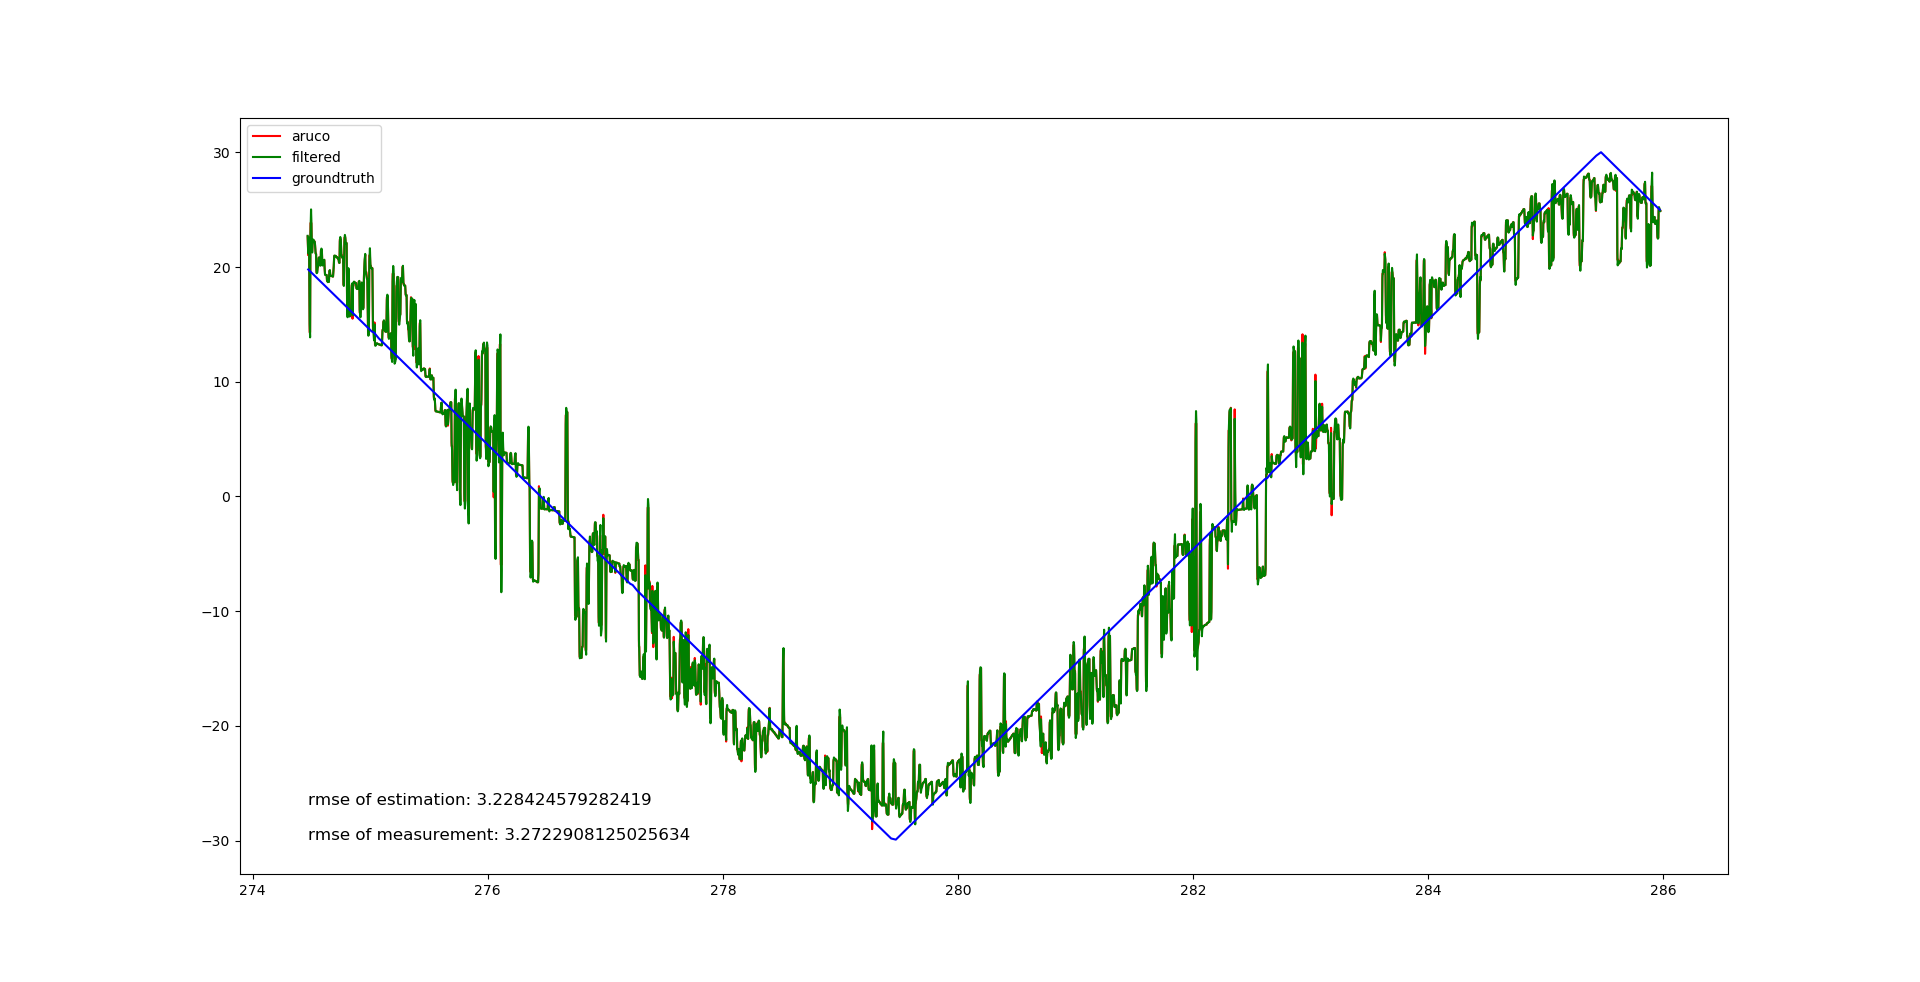 aruco
filtered
groundtruth
30
20
10
0
−10
−20
−30
rmse of estimation: 3.228424579282419
rmse of measurement: 3.2722908125025634
274 276 278 280 282 284 286